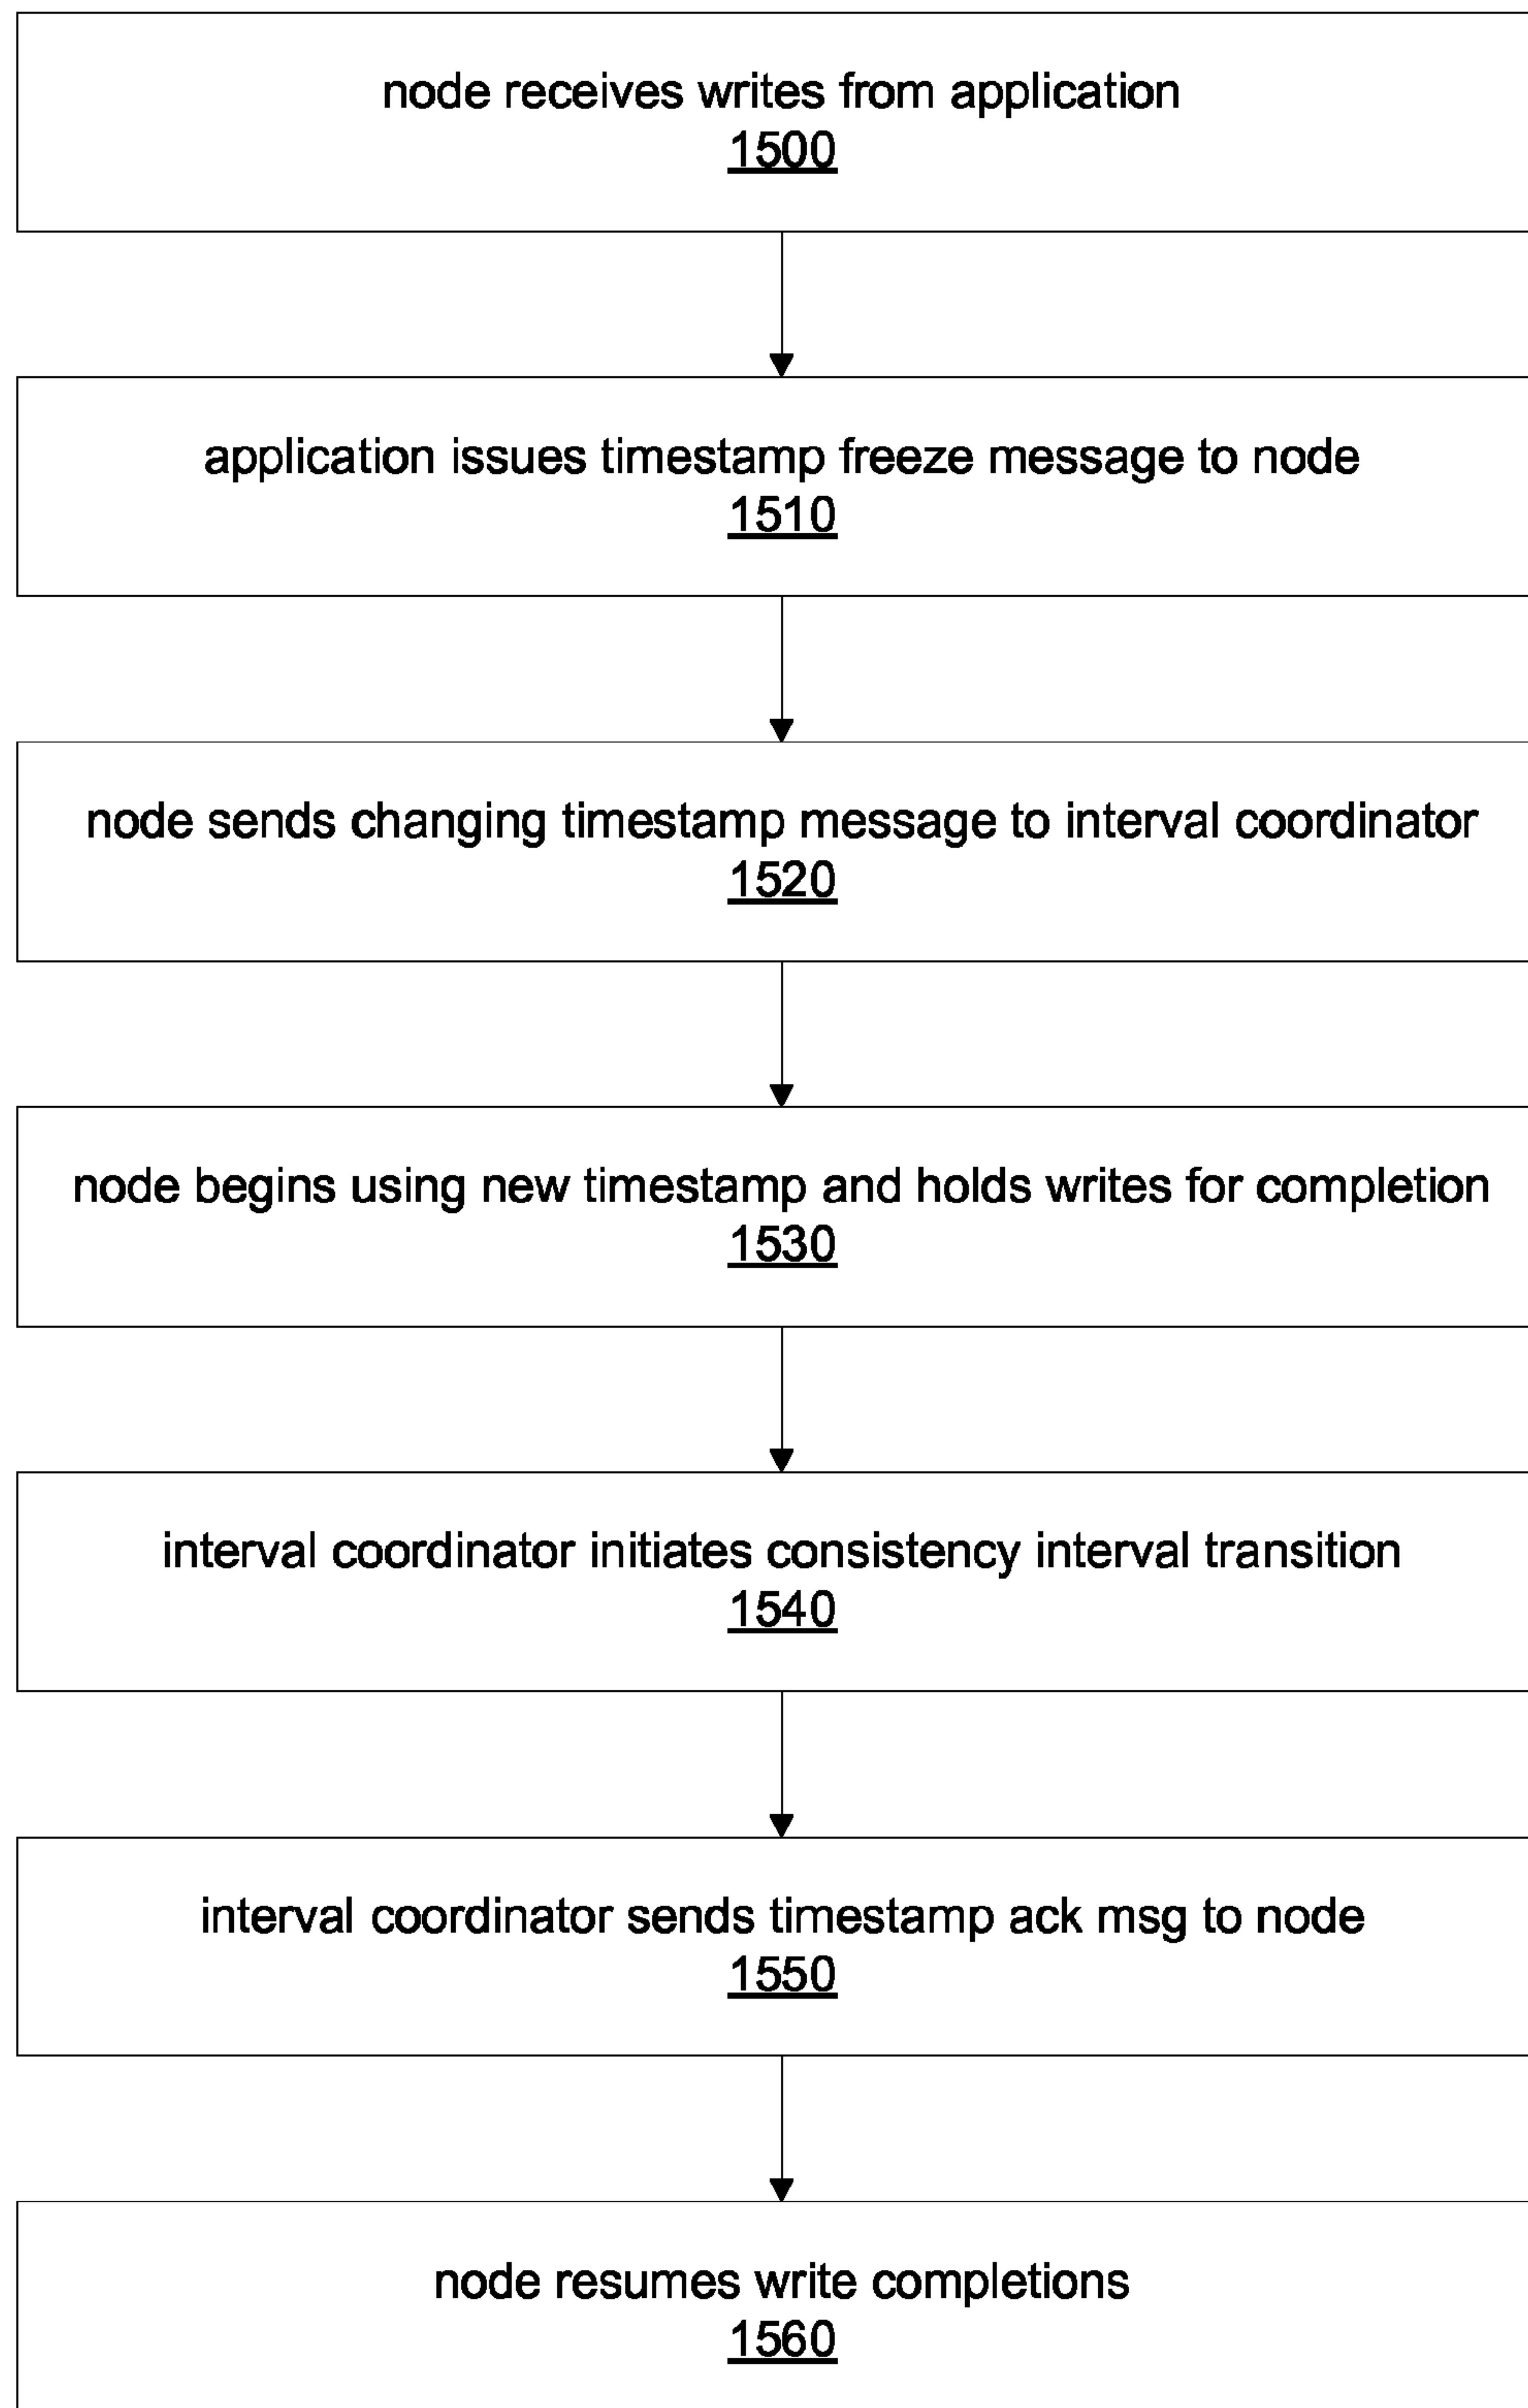 node receives writes from application
1500
application issues timestamp freeze message to node
1510
node sends changing timestamp message to interval coordinator
1520
node begins using new timestamp and holds writes for completion
1530
interval coordinator initiates consistency interval transition
1540
interval coordinator sends timestamp ack msg to node
1550
node resumes write completions
1560